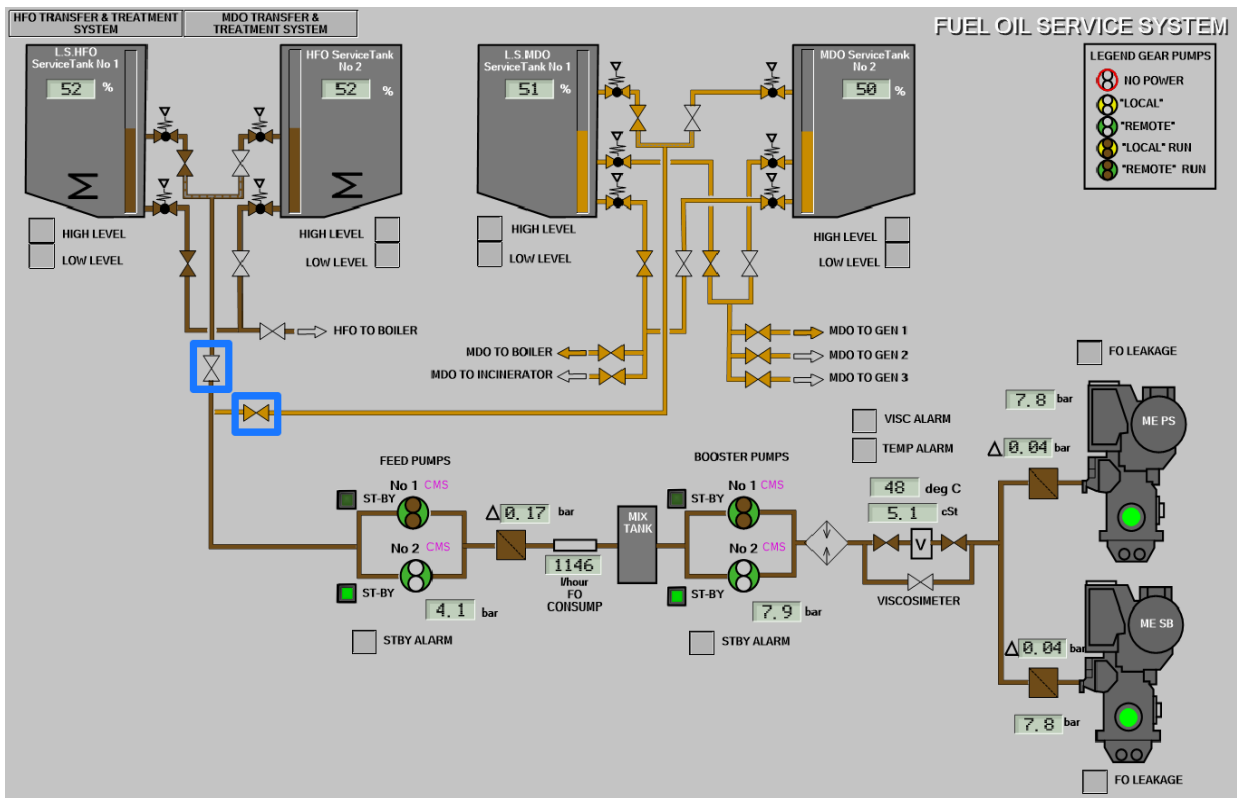 HFO TRANSFER & TREATMENT
SYSTEM
MDO TRANSFER &
TREATMENT SYSTEM
FUEL OIL SERVICE SYSTEM
L.S.HFO
ServiceTank No 1
52 %
HFO ServiceTank
No 2
52 %
L.S.MDO
ServiceTank No 1
51 %
MDO ServiceTank
No 2
50 %
LEGEND GEAR PUMPS
NO POWER
"LOCAL"
"REMOTE"
"LOCAL" RUN
"REMOTE" RUN
HIGH LEVEL
LOW LEVEL
HIGH LEVEL
LOW LEVEL
HIGH LEVEL
LOW LEVEL
HIGH LEVEL
LOW LEVEL
HFO TO BOILER
MDO TO BOILER
MDO TO INCINERATOR
MDO TO GEN 1
MDO TO GEN 2
MDO TO GEN 3
FO LEAKAGE
7.8 bar
ME PS
0.04 bar
VISC ALARM
TEMP ALARM
FEED PUMPS
No 1 CMS
ST-BY
No 2 CMS
ST-BY
4.1 bar
STBY ALARM
0.17 bar
1146
l/hour
FO
CONSUMP
MIX
TANK
BOOSTER PUMPS
No 1 CMS
ST-BY
No 2 CMS
ST-BY
7.9 bar
STBY ALARM
48 deg C
5.1 cSt
V
VISCOSIMETER
ME SB
0.04 bar
7.8 bar
FO LEAKAGE